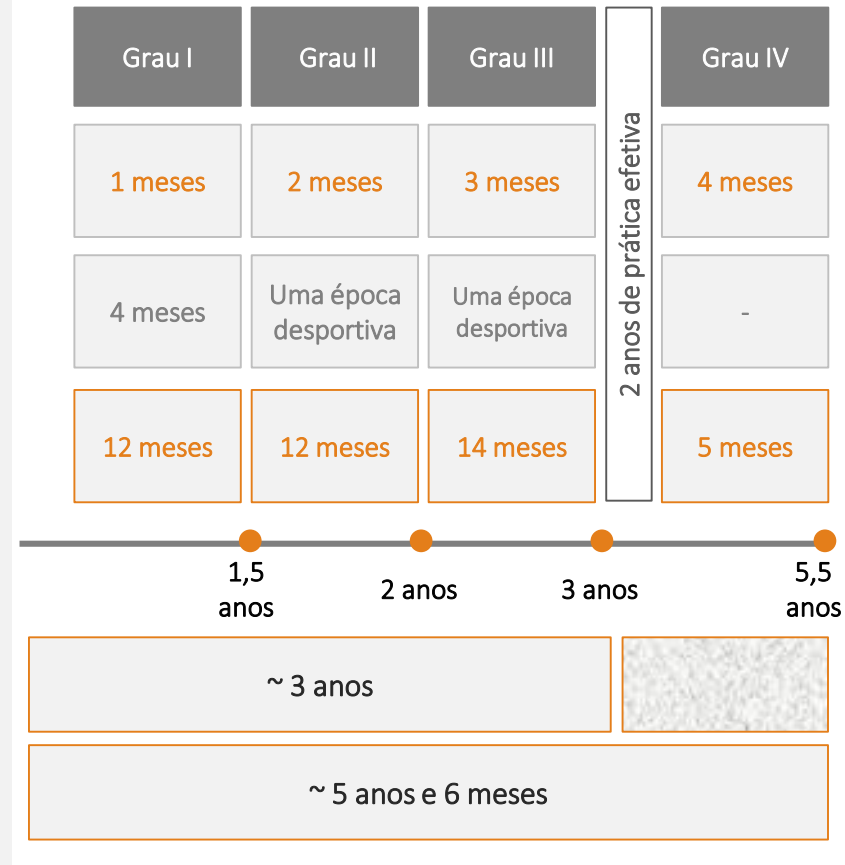 Grau I
Grau II
Grau III
2 anos de prática efetiva
Grau IV
1 meses
2 meses
3 meses
4 meses
4 meses
Uma época
desportiva
Uma época
desportiva
-
12 meses
12 meses
14 meses
5 meses
1,5
anos
2 anos
3 anos
5,5
anos
~ 3 anos
~ 5 anos e 6 meses